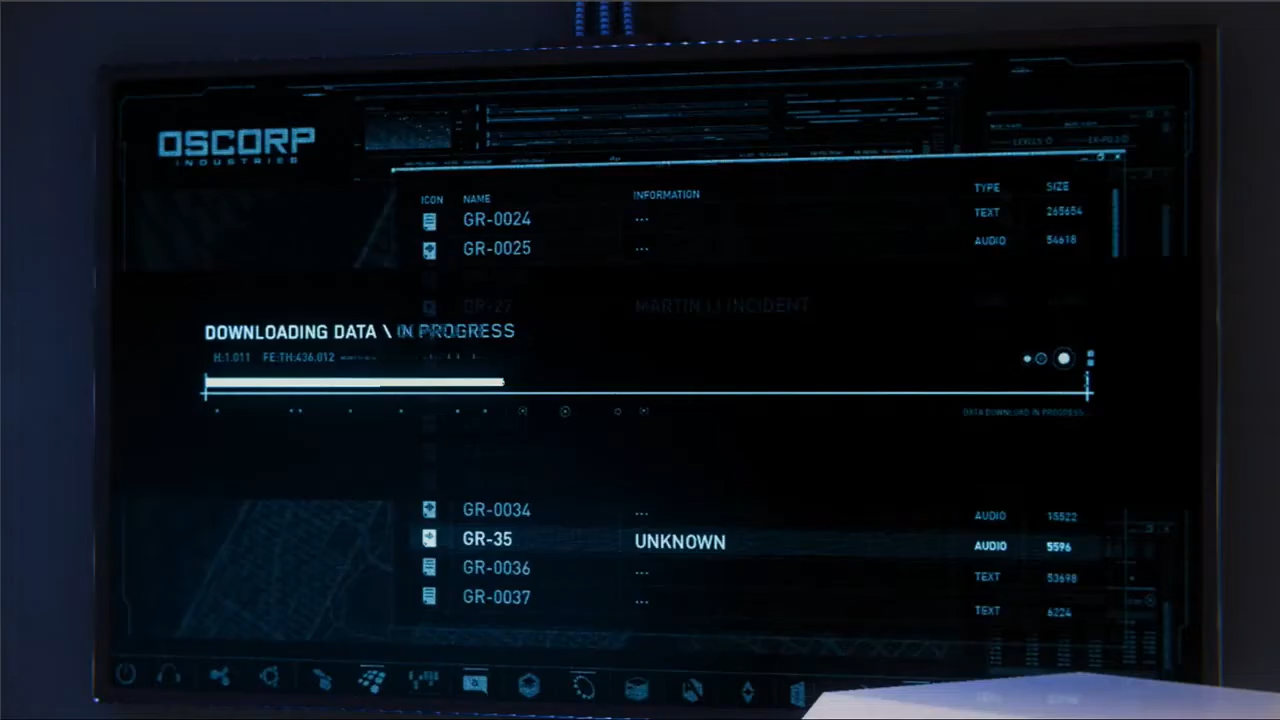 OSCORP
INDUSTRIES
ICON NAME INFORMATION TYPE SIZE
GR-0024 ... TEXT 265654
GR-0025 ... AUDIO 54618
GR-27 MARTIN LI INCIDENT
DOWNLOADING DATA \ IN PROGRESS
H:1.011 FE:TH:436.012
DATA DOWNLOAD IN PROGRESS
GR-0034 ... AUDIO 15522
GR-35 UNKNOWN AUDIO 5596
GR-0036 ... TEXT 53698
GR-0037 ... TEXT 6224